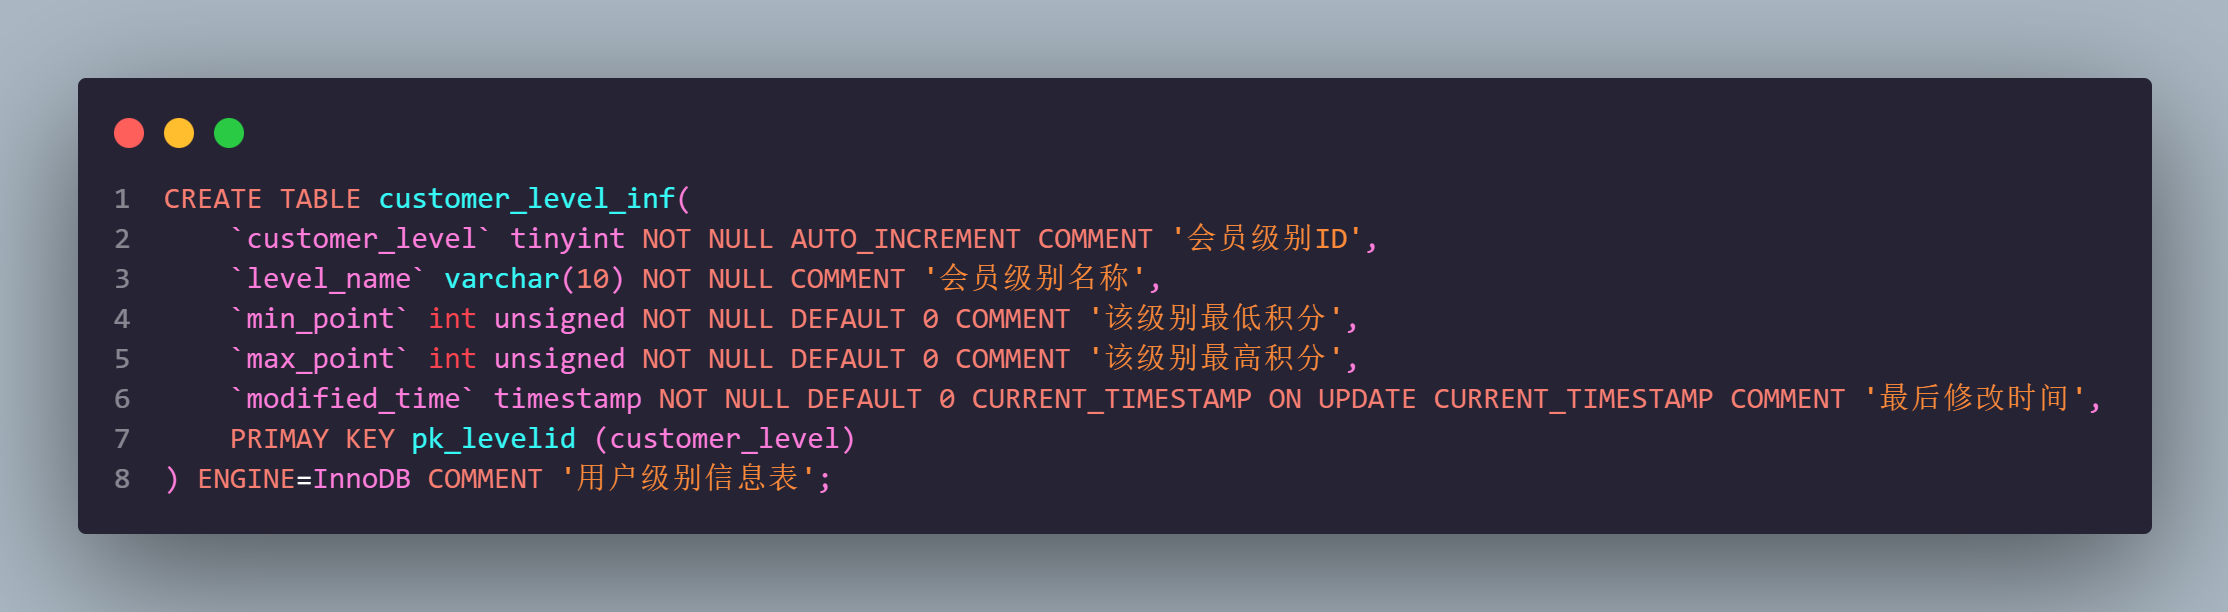 1 CREATE TABLE customer_level_inf(
2 `customer_level` tinyint NOT NULL AUTO_INCREMENT COMMENT '会员级别ID',
3 `level_name` varchar(10) NOT NULL COMMENT '会员级别名称',
4 `min_point` int unsigned NOT NULL DEFAULT 0 COMMENT '该级别最低积分',
5 `max_point` int unsigned NOT NULL DEFAULT 0 COMMENT '该级别最高积分',
6 `modified_time` timestamp NOT NULL DEFAULT 0 CURRENT_TIMESTAMP ON UPDATE CURRENT_TIMESTAMP COMMENT '最后修改时间',
7 PRIMAY KEY pk_levelid (customer_level)
8 ) ENGINE=InnoDB COMMENT '用户级别信息表';